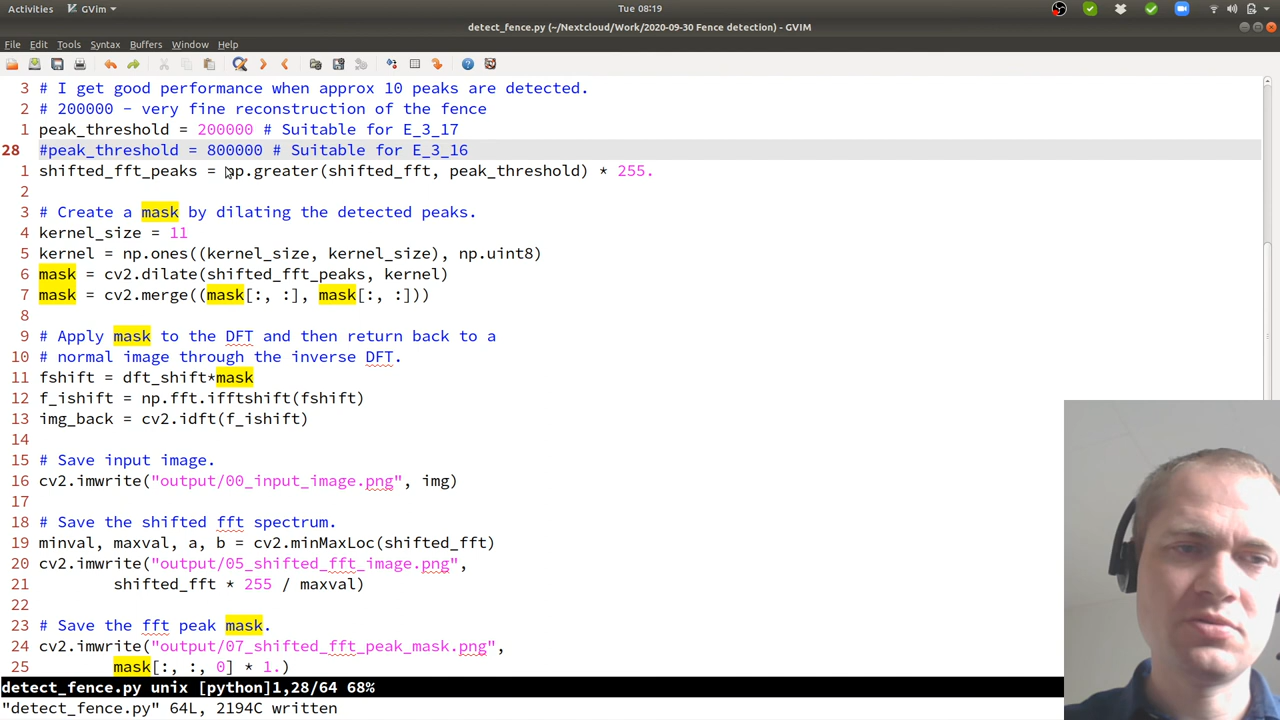 Activities GVim Tue 08:19
detect_fence.py (~/Nextcloud/Work/2020-09-30 Fence detection) - GVIM
File Edit Tools Syntax Buffers Window Help
3 # I get good performance when approx 10 peaks are detected.
2 # 200000 - very fine reconstruction of the fence
1 peak_threshold = 200000 # Suitable for E_3_17
28 #peak_threshold = 800000 # Suitable for E_3_16
1 shifted_fft_peaks = np.greater(shifted_fft, peak_threshold) * 255.
2
3 # Create a mask by dilating the detected peaks.
4 kernel_size = 11
5 kernel = np.ones((kernel_size, kernel_size), np.uint8)
6 mask = cv2.dilate(shifted_fft_peaks, kernel)
7 mask = cv2.merge((mask[:, :], mask[:, :]))
8
9 # Apply mask to the DFT and then return back to a
10 # normal image through the inverse DFT.
11 fshift = dft_shift*mask
12 f_ishift = np.fft.ifftshift(fshift)
13 img_back = cv2.idft(f_ishift)
14
15 # Save input image.
16 cv2.imwrite("output/00_input_image.png", img)
17
18 # Save the shifted fft spectrum.
19 minval, maxval, a, b = cv2.minMaxLoc(shifted_fft)
20 cv2.imwrite("output/05_shifted_fft_image.png",
21 shifted_fft * 255 / maxval)
22
23 # Save the fft peak mask.
24 cv2.imwrite("output/07_shifted_fft_peak_mask.png",
25 mask[:, :, 0] * 1.)
detect_fence.py unix [python]1,28/64 68%
"detect_fence.py" 64L, 2194C written